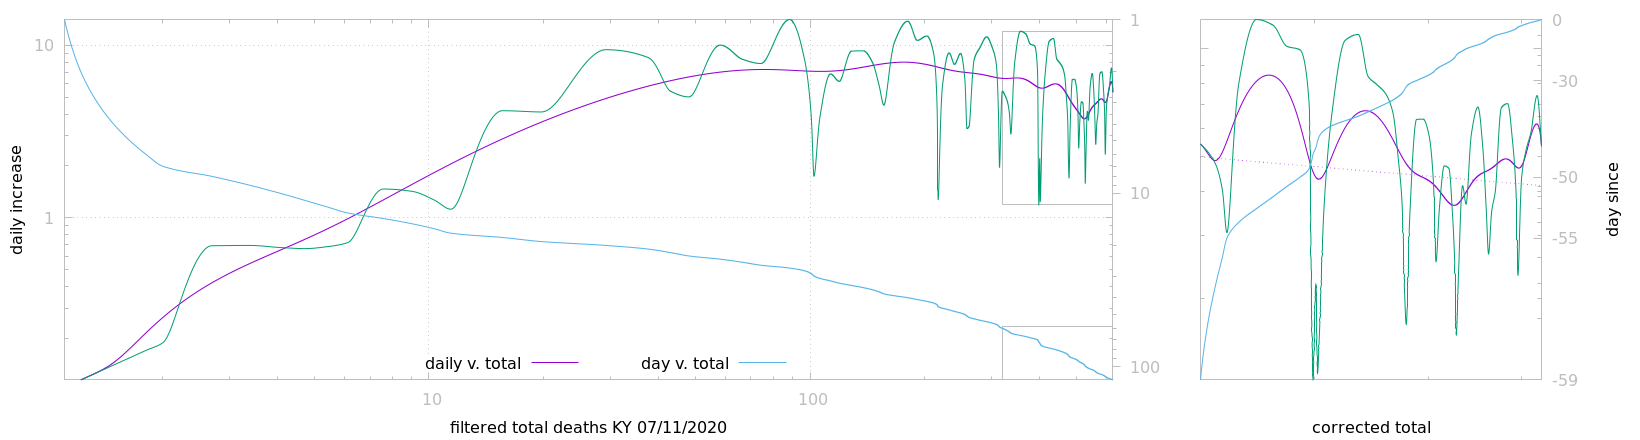 10
1
daily increase
daily v. total
day v. total
10
100
filtered total deaths KY 07/11/2020
1
10
100
0
-30
-50
-55
-59
day since
corrected total